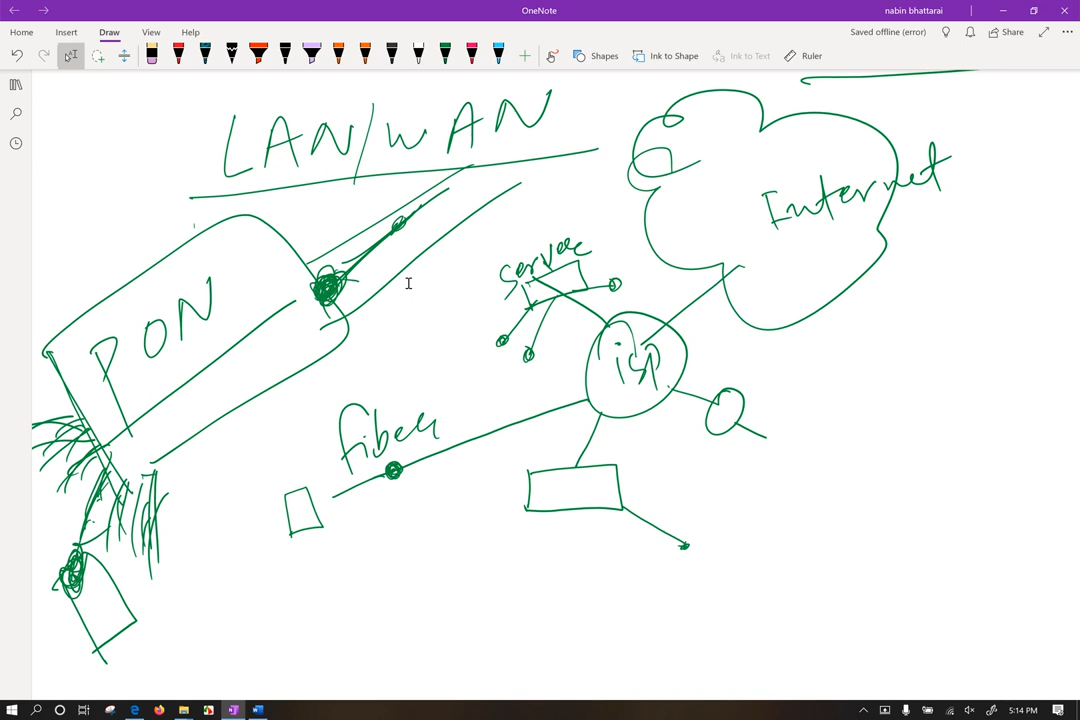 OneNote
nabin bhattarai
Home Insert Draw View Help
Saved offline (error) Share
Shapes Ink to Shape Ink to Text Ruler
LAN/WAN
Internet
Server
PON
isp
fiber
5:14 PM